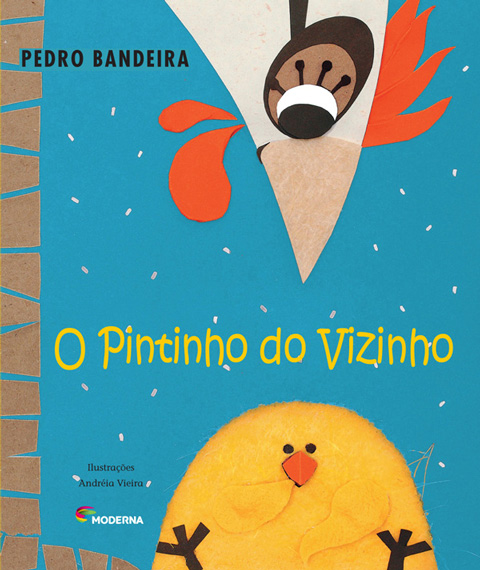 PEDRO BANDEIRA
O Pintinho do Vizinho
Ilustrações
Andréia Vieira
MODERNA